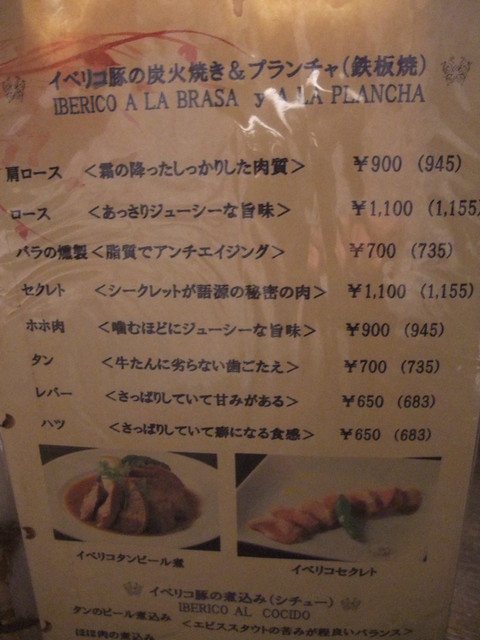 イベリコ豚の炭火焼き＆プランチャ(鉄板焼)
IBERICO A LA BRASA y A LA PLANCHA
肩ロース ＜霜の降ったしっかりした肉質＞ ￥900 (945)
ロース ＜あっさりジューシーな旨味＞ ￥1,100 (1,155)
バラの燻製 ＜脂質でアンチエイジング＞ ￥700 (735)
セクレト ＜シークレットが語源の秘密の肉＞ ￥1,100 (1,155)
ホホ肉 ＜噛むほどにジューシーな旨味＞ ￥900 (945)
タン ＜牛たんに劣らない歯ごたえ＞ ￥700 (735)
レバー ＜さっぱりしていて甘みがある＞ ￥650 (683)
ハツ ＜さっぱりしていて癖になる食感＞ ￥650 (683)
イベリコタンビール煮 イベリコセクレト
イベリコ豚の煮込み(シチュー)
IBERICO AL COCIDO
タンのビール煮込み ＜エビススタウトの苦みが程良いバランス＞
ほほ肉の煮込み